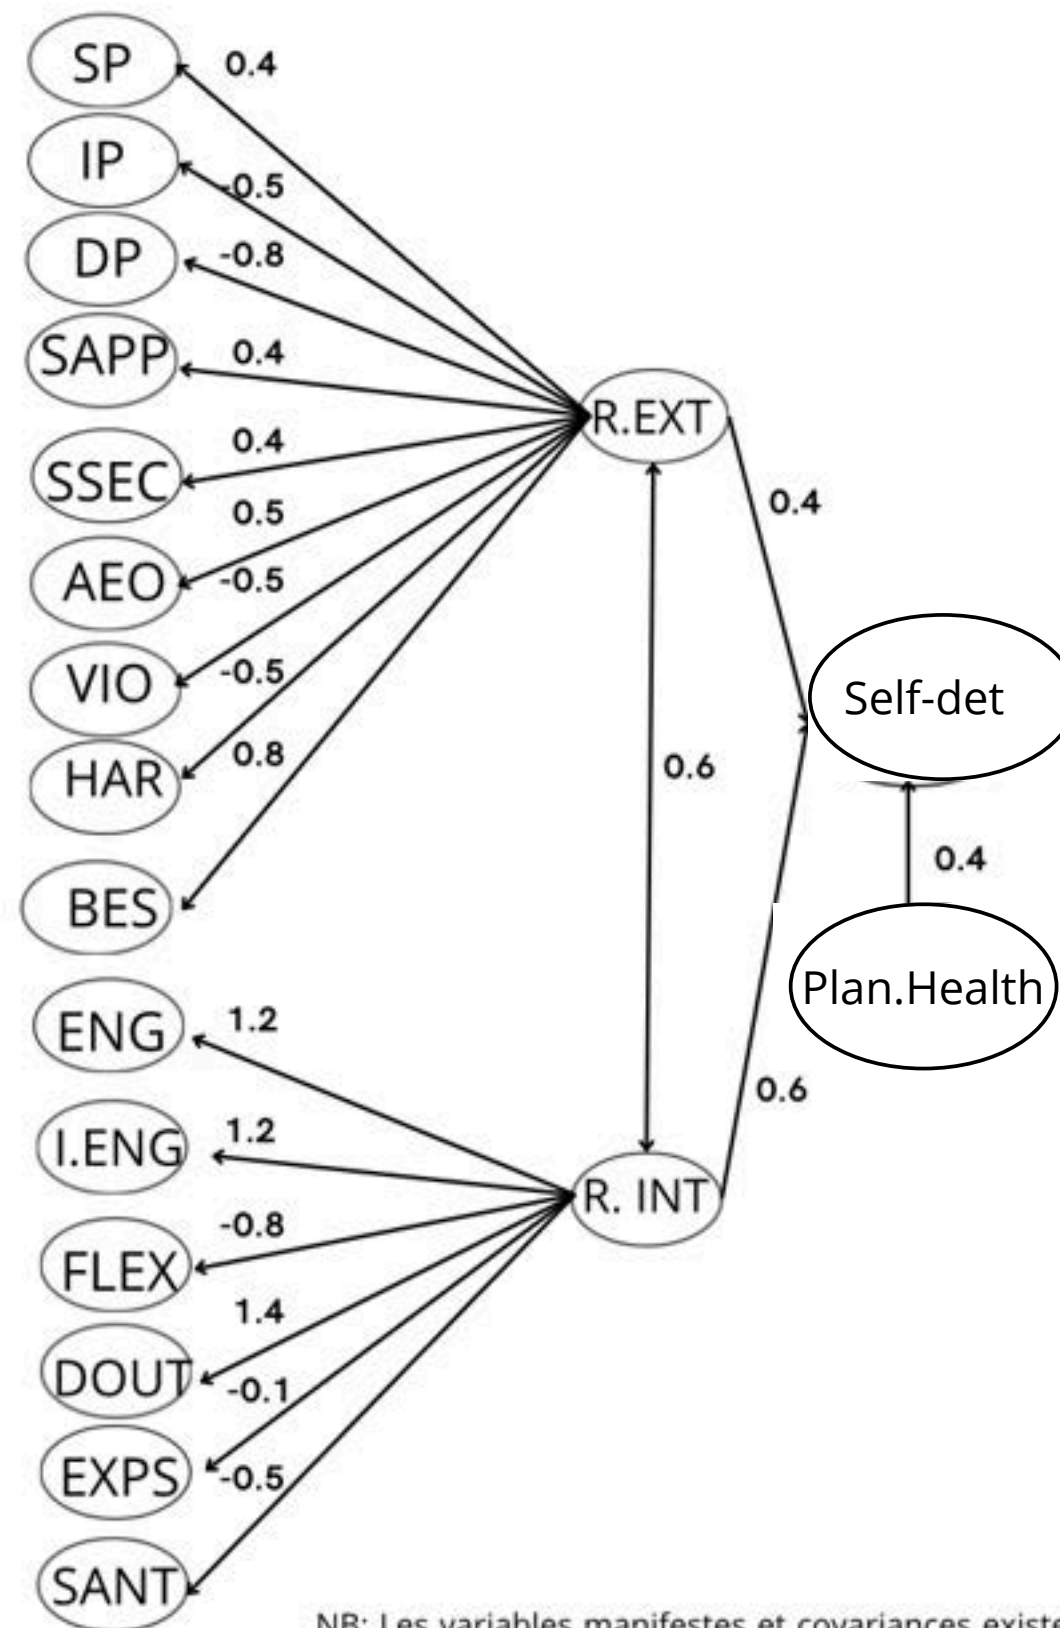 SP
0.4
IP
-0.5
DP
-0.8
SAPP
0.4
SSEC
0.4
AEO
0.5
VIO
-0.5
HAR
-0.5
BES
0.8
R.EXT
0.4
0.6
Self-det
0.4
Plan.Health
0.6
ENG
1.2
I.ENG
1.2
R. INT
FLEX
-0.8
DOUT
1.4
EXPS
-0.1
SANT
-0.5
NB: Les variables manifestes et covariances existe